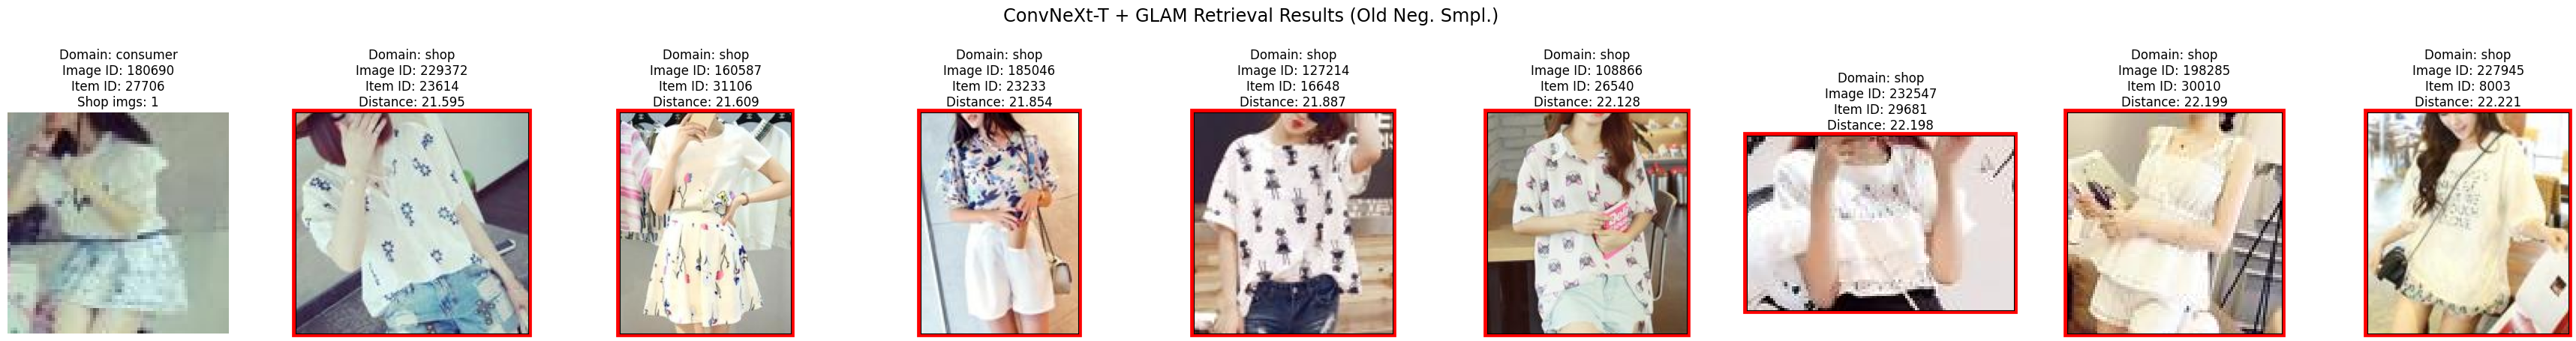 ConvNeXt-T + GLAM Retrieval Results (Old Neg. Smpl.)
Domain: consumer
Image ID: 180690
Item ID: 27706
Shop imgs: 1
Domain: shop
Image ID: 229372
Item ID: 23614
Distance: 21.595
Domain: shop
Image ID: 160587
Item ID: 31106
Distance: 21.609
Domain: shop
Image ID: 185046
Item ID: 23233
Distance: 21.854
Domain: shop
Image ID: 127214
Item ID: 16648
Distance: 21.887
Domain: shop
Image ID: 108866
Item ID: 26540
Distance: 22.128
Domain: shop
Image ID: 232547
Item ID: 29681
Distance: 22.198
Domain: shop
Image ID: 198285
Item ID: 30010
Distance: 22.199
Domain: shop
Image ID: 227945
Item ID: 8003
Distance: 22.221